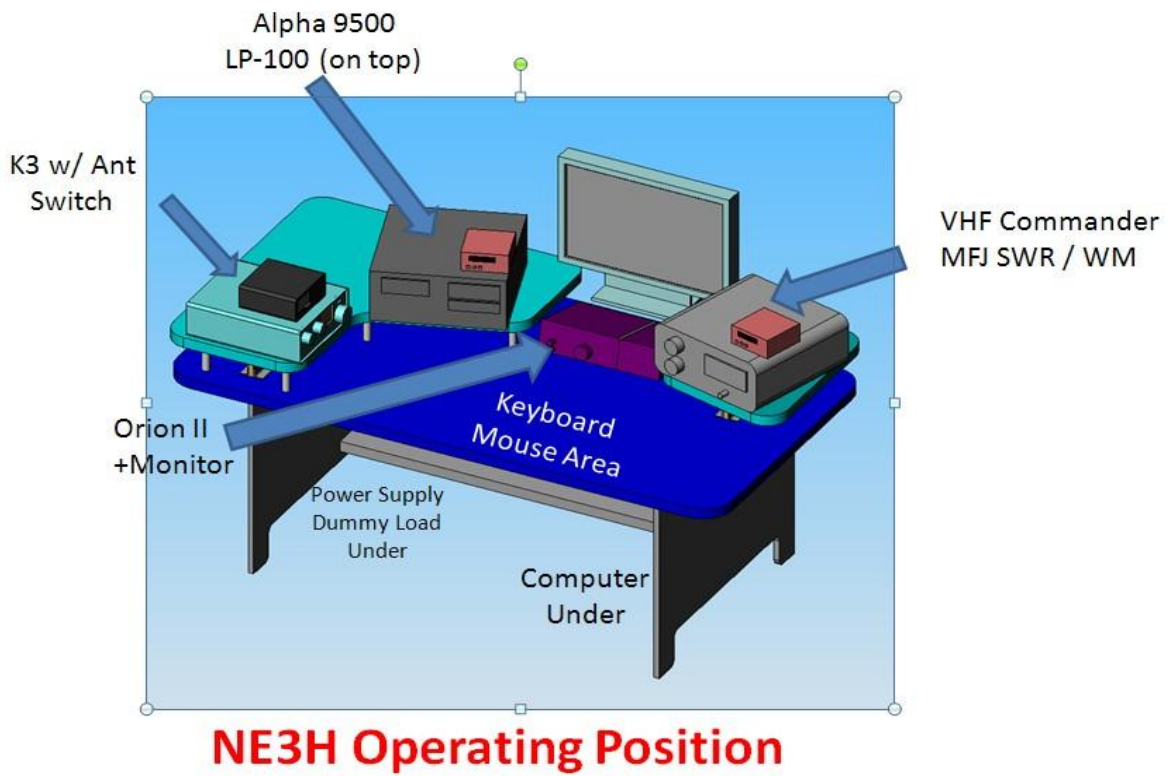 Alpha 9500
LP-100 (on top)
K3 w/ Ant
Switch
VHF Commander
MFJ SWR / WM
Orion II
+Monitor
Keyboard
Mouse Area
Power Supply
Dummy Load
Under
Computer
Under
NE3H Operating Position